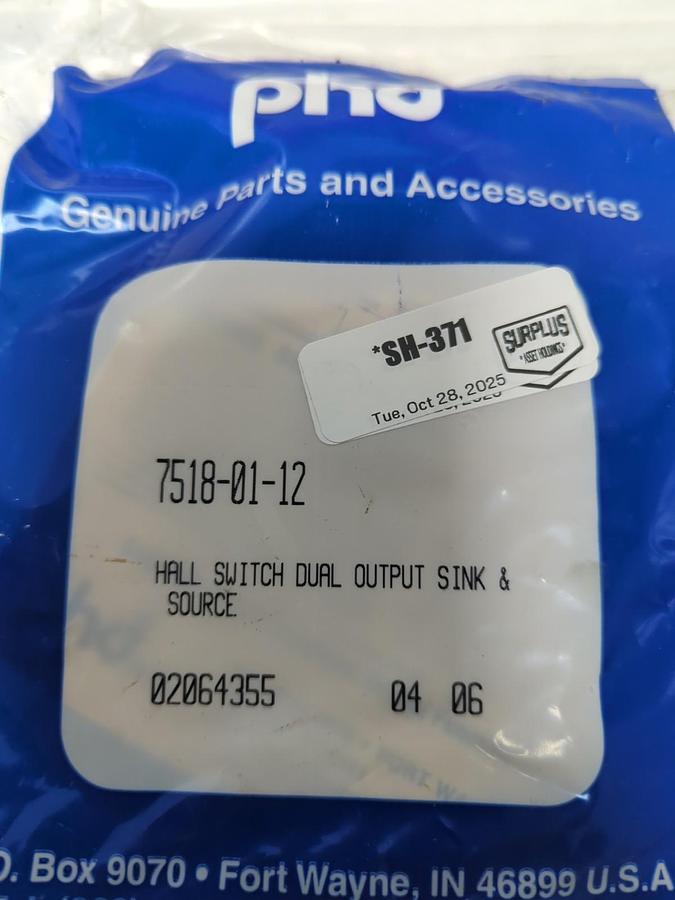 phd
Genuine Parts and Accessories
*SH-371
SURPLUS
ASSET HOLDINGS
Tue, Oct 28, 2025
7518-01-12
HALL SWITCH DUAL OUTPUT SINK &
SOURCE
02064355 04 06
O. Box 9070 • Fort Wayne, IN 46899 U.S.A